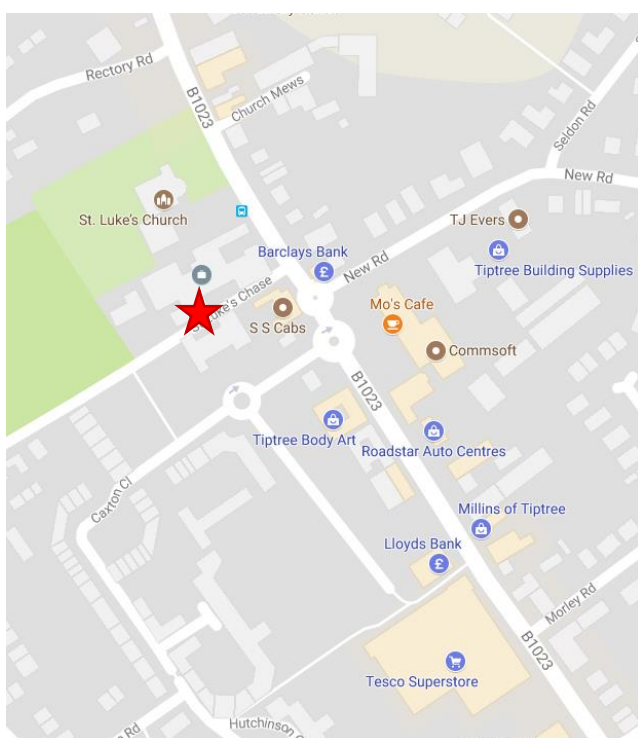 Rectory Rd
B1023
Church Mews
Seldon Rd
New Rd
St. Luke's Church
TJ Evers
Tiptree Building Supplies
Barclays Bank
£
New Rd
Luke's Chase
S S Cabs
Mo's Cafe
Commsoft
B1023
Tiptree Body Art
Roadstar Auto Centres
Caxton Cl
Millins of Tiptree
Lloyds Bank
£
Morley Rd
B1023
Tesco Superstore
Hutchinson
Rd